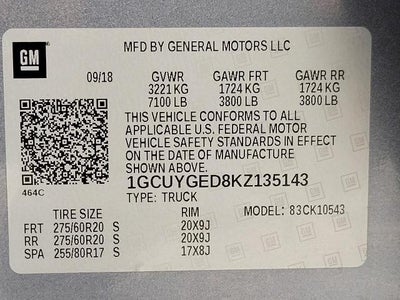 GM
MFD BY GENERAL MOTORS LLC
09/18 GVWR GAWR FRT GAWR RR
3221 KG 1724 KG 1724 KG
7100 LB 3800 LB 3800 LB
THIS VEHICLE CONFORMS TO ALL
APPLICABLE U.S. FEDERAL MOTOR
VEHICLE SAFETY STANDARDS IN EFFECT
ON THE DATE OF MANUFACTURE
SHOWN ABOVE.
464C
1GCUYGED8KZ135143
TYPE: TRUCK
TIRE SIZE RIM MODEL: 83CK10543
FRT 275/60R20 S 20X9J
RR 275/60R20 S 20X9J
SPA 255/80R17 S 17X8J